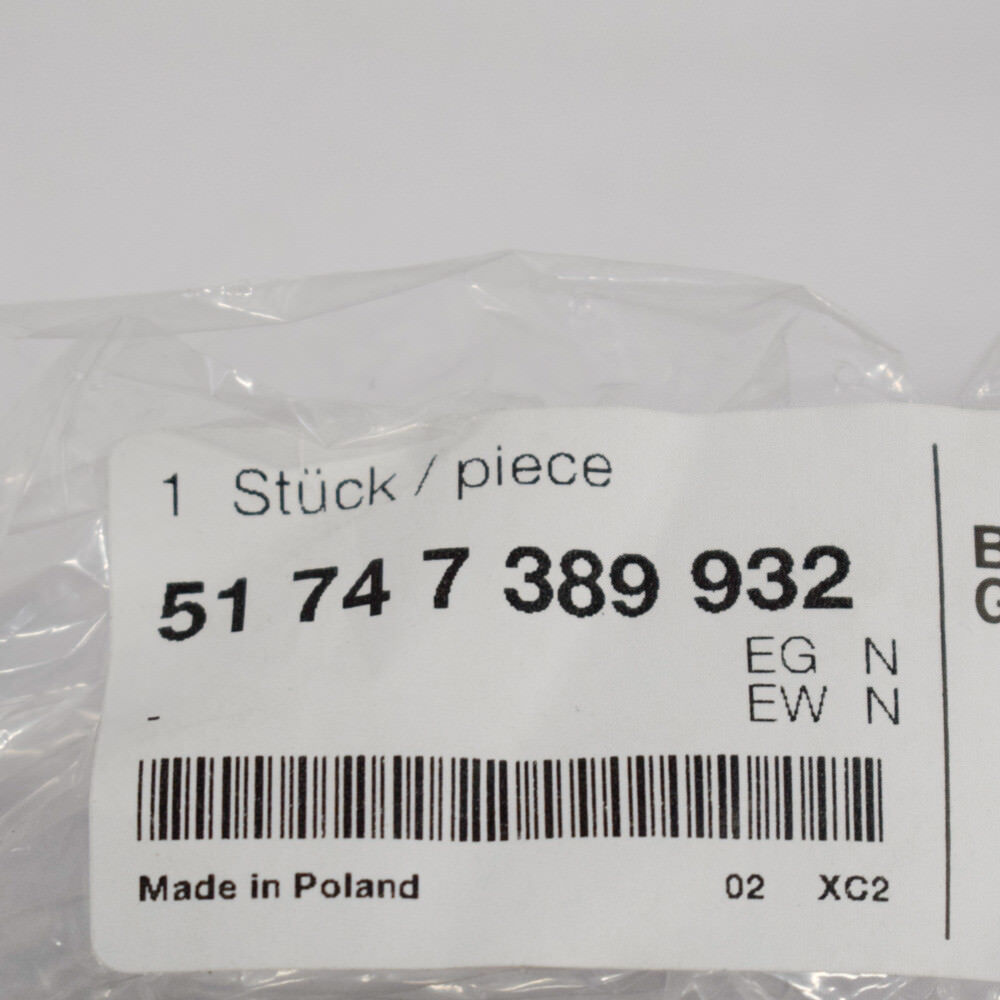 1 Stück / piece
51 74 7 389 932
EG N
EW N
-
Made in Poland 02 XC2
B
G